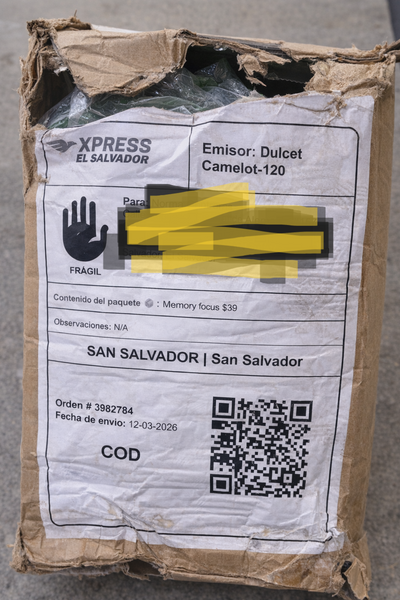 XPRESS
EL SALVADOR
Emisor: Dulcet
Camelot-120
Para
FRÁGIL
Contenido del paquete : Memory focus $39
Observaciones: N/A
SAN SALVADOR | San Salvador
Orden # 3982784
Fecha de envio: 12-03-2026
COD